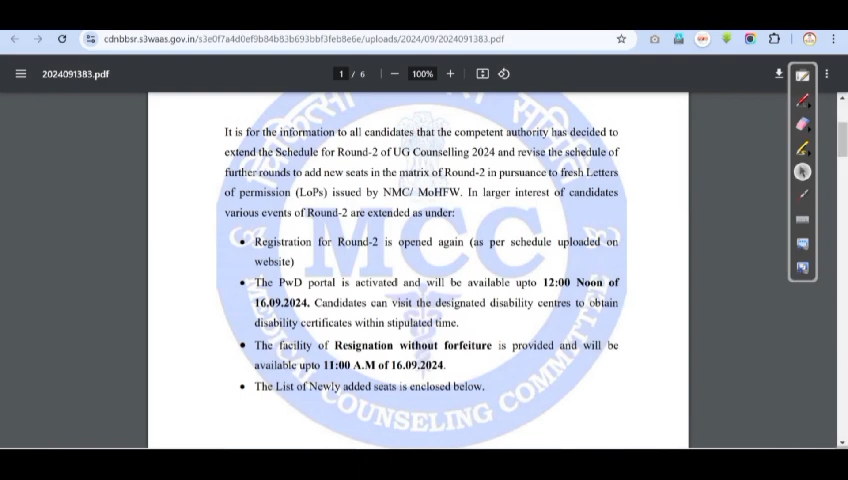 cdnbbsr.s3waas.gov.in/s3e0f7a4d0ef9b84b83b693bbf3feb8e6e/uploads/2024/09/2024091383.pdf
2024091383.pdf
1 / 6
100%
चिकित्सा
समिति
It is for the information to all candidates that the competent authority has decided to
extend the Schedule for Round-2 of UG Counselling 2024 and revise the schedule of
further rounds to add new seats in the matrix of Round-2 in pursuance to fresh Letters
of permission (LoPs) issued by NMC/ MoHFW. In larger interest of candidates
various events of Round-2 are extended as under:
• Registration for Round-2 is opened again (as per schedule uploaded on
website)
• The PwD portal is activated and will be available upto 12:00 Noon of
16.09.2024. Candidates can visit the designated disability centres to obtain
disability certificates within stipulated time.
• The facility of Resignation without forfeiture is provided and will be
available upto 11:00 A.M of 16.09.2024.
• The List of Newly added seats is enclosed below.
MCC
MEDICAL COUNSELING COMMITTEE